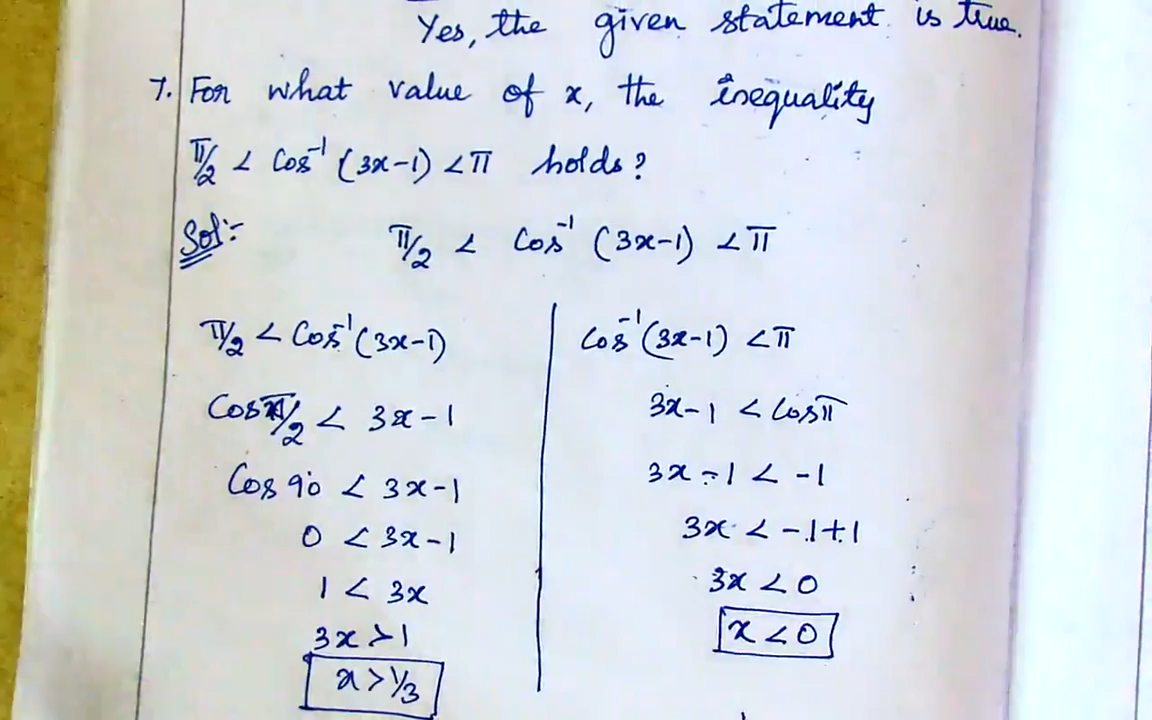 Yes, the given statement is true.
7. For what value of x, the inequality
π/2 < Cos⁻¹ (3x-1) < π holds?
Sol:-
π/2 < Cos⁻¹ (3x-1) < π
π/2 < Cos⁻¹(3x-1)
Cos π/2 < 3x-1
Cos 90 < 3x-1
0 < 3x-1
1 < 3x
3x > 1
x > 1/3
Cos⁻¹(3x-1) < π
3x-1 < Cosπ
3x-1 < -1
3x < -1+1
3x < 0
x < 0